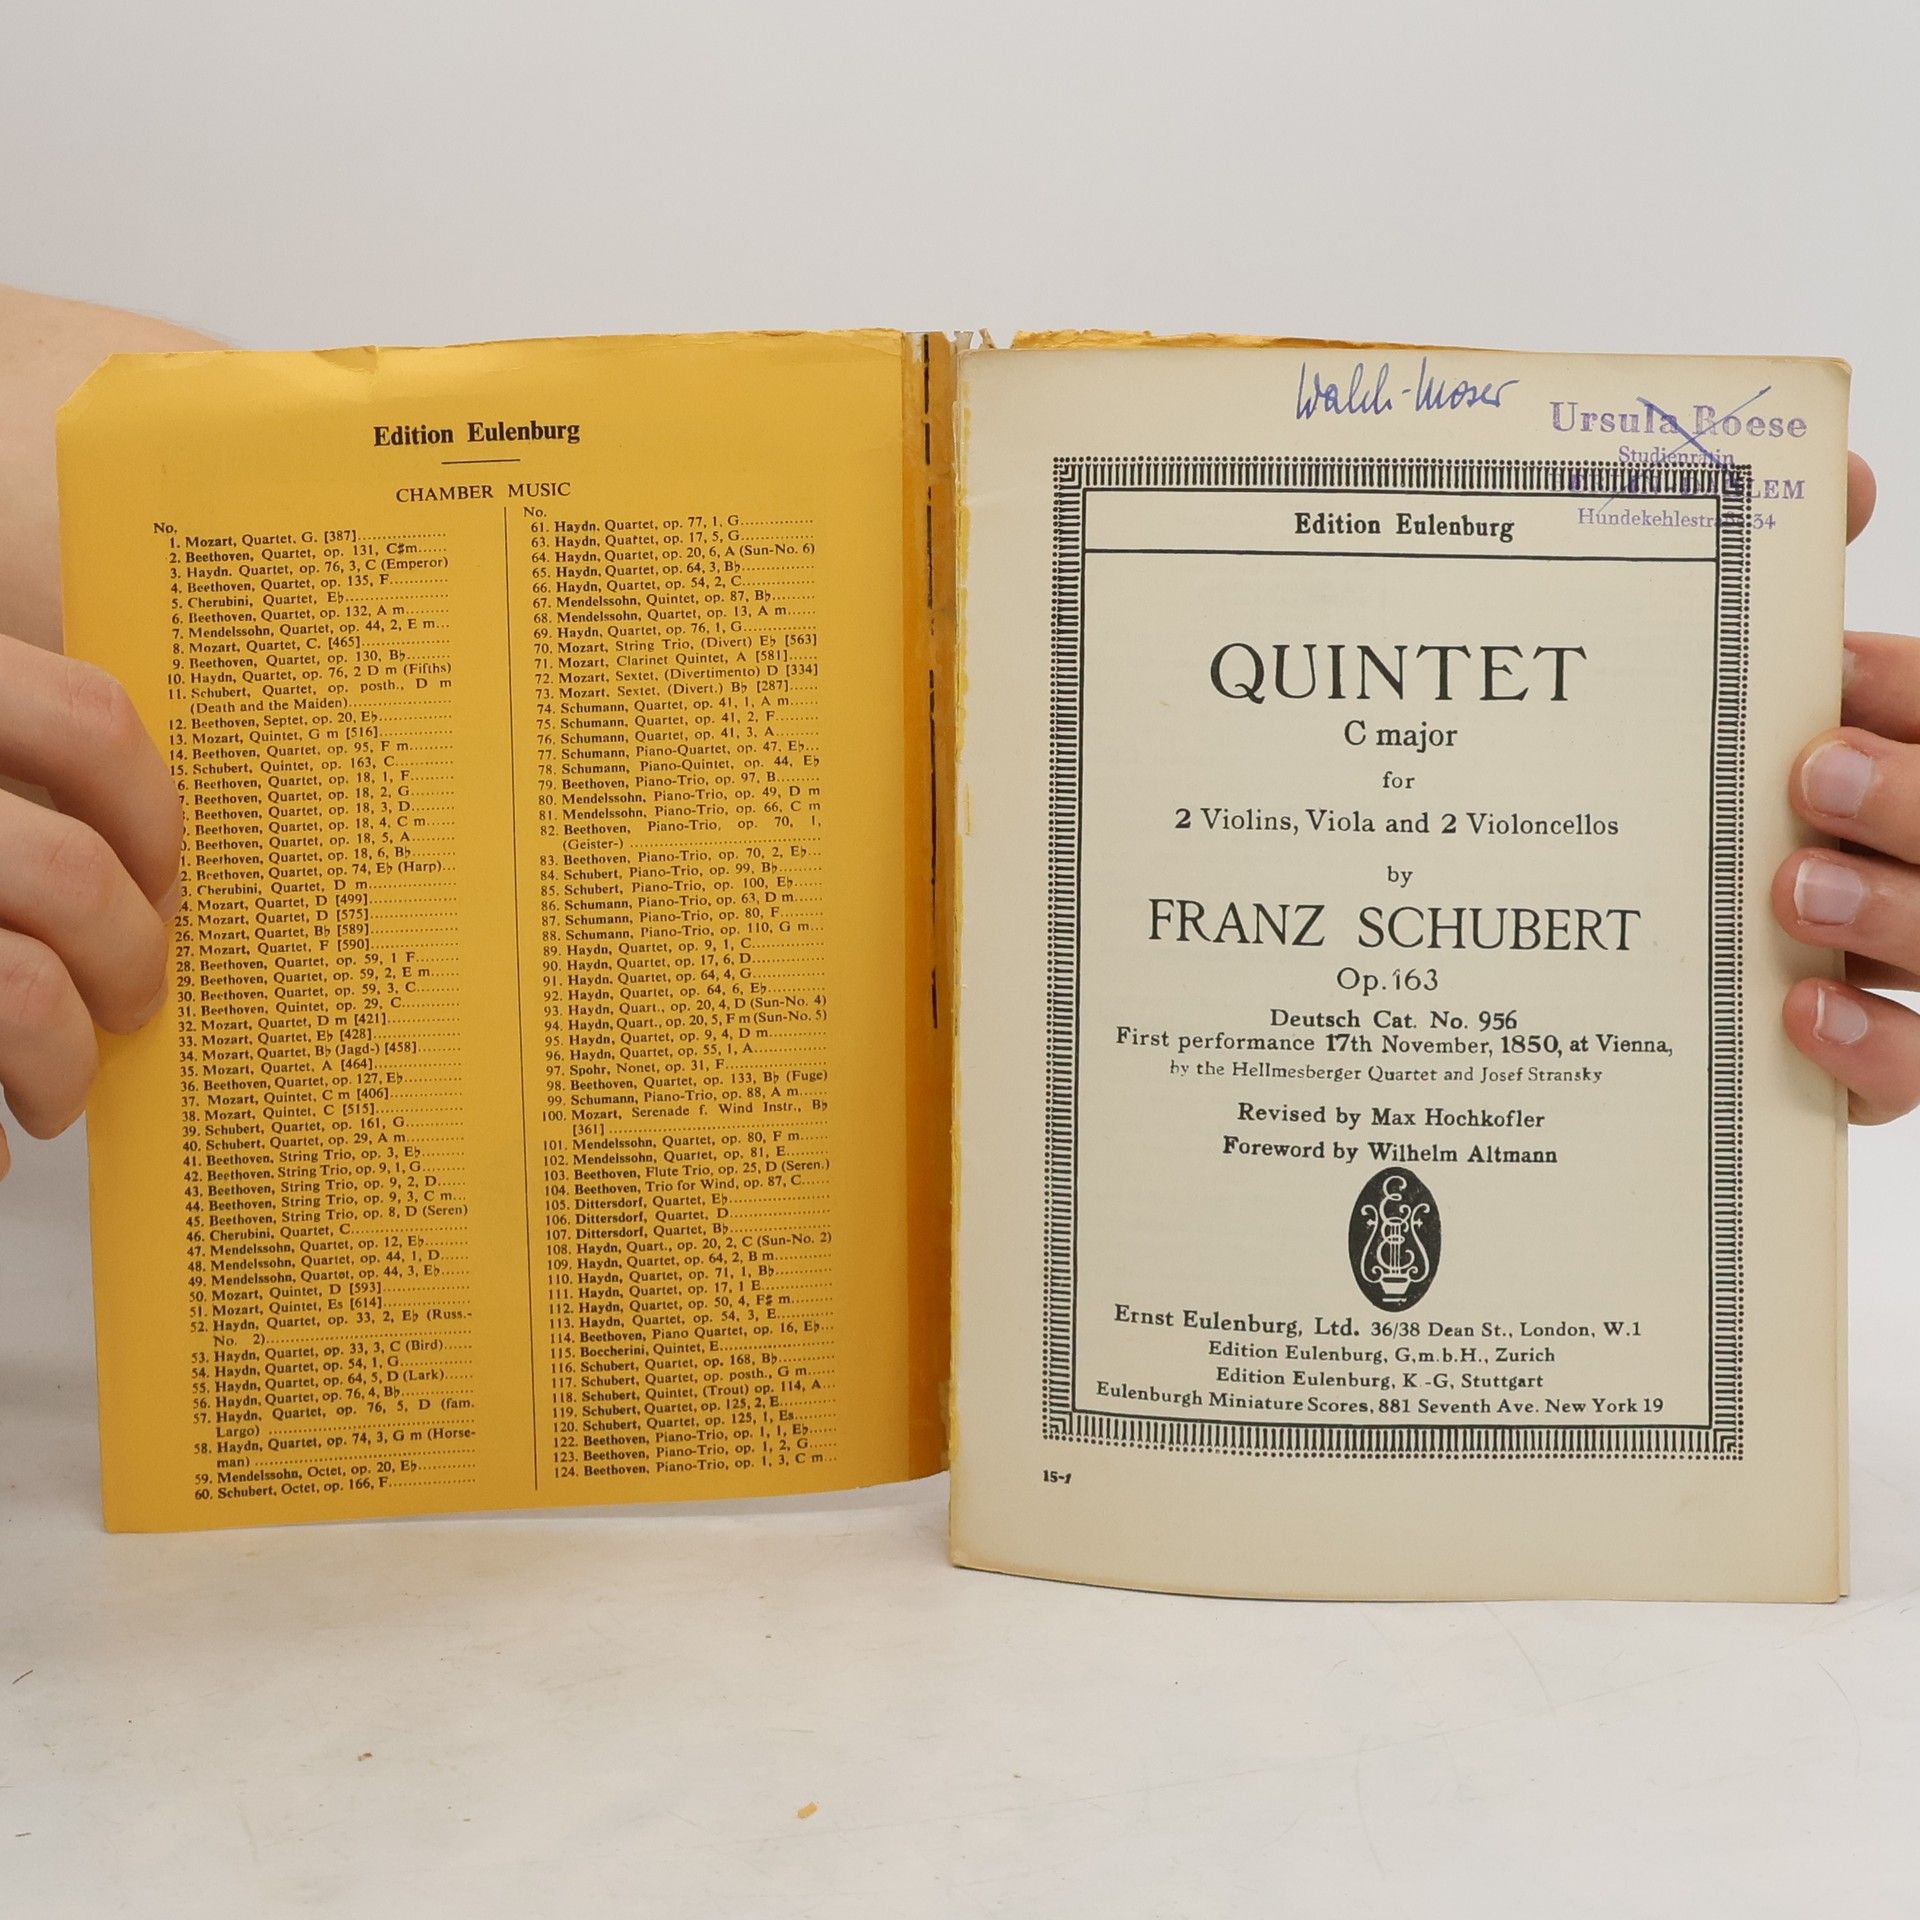 Edition Eulenburg
CHAMBER MUSIC
No.
1. Mozart, Quartet, G. [387]
2. Beethoven, Quartet, op. 131, C♯m
3. Haydn. Quartet, op. 76, 3, C (Emperor)
4. Beethoven, Quartet, op. 135, F
5. Cherubini, Quartet, E♭
6. Beethoven, Quartet, op. 132, A m
7. Mendelssohn, Quartet, op. 44, 2, E m
8. Mozart, Quartet, C. [465]
9. Beethoven, Quartet, op. 130, B♭
10. Haydn, Quartet, op. 76, 2 D m (Fifths)
11. Schubert, Quartet, op. posth., D m
(Death and the Maiden)
12. Beethoven, Septet, op. 20, E♭
13. Mozart, Quintet, G m [516]
14. Beethoven, Quartet, op. 95, F m
15. Schubert, Quintet, op. 163, C
6. Beethoven, Quartet, op. 18, 1, F
7. Beethoven, Quartet, op. 18, 2, G
Beethoven, Quartet, op. 18, 3, D
Beethoven, Quartet, op. 18, 4, C m
0. Beethoven, Quartet, op. 18, 5, A
1. Beethoven, Quartet, op. 18, 6, B♭
2. Beethoven, Quartet, op. 74, E♭ (Harp)
3. Cherubini, Quartet, D m
4. Mozart, Quartet, D [499]
25. Mozart, Quartet, D [575]
26. Mozart, Quartet, B♭ [589]
27. Mozart, Quartet, F [590]
28. Beethoven, Quartet, op. 59, 1 F
29. Beethoven, Quartet, op. 59, 2, E m
30. Beethoven, Quartet, op. 59, 3, C
31. Beethoven, Quintet, op. 29, C
32. Mozart, Quartet, D m [421]
33. Mozart, Quartet, E♭ [428]
34. Mozart, Quartet, B♭ (Jagd-) [458]
35. Mozart, Quartet, A [464]
36. Beethoven, Quartet, op. 127, E♭
37. Mozart, Quintet, C m [406]
38. Mozart, Quintet, C [515]
39. Schubert, Quartet, op. 161, G
40. Schubert, Quartet, op. 29, A m
41. Beethoven, String Trio, op. 3, E♭
42. Beethoven, String Trio, op. 9, 1, G
43. Beethoven, String Trio, op. 9, 2, D
44. Beethoven, String Trio, op. 9, 3, C m
45. Beethoven, String Trio, op. 8, D (Seren)
46. Cherubini, Quartet, C
47. Mendelssohn, Quartet, op. 12, E♭
48. Mendelssohn, Quartet, op. 44, 1, D
49. Mendelssohn, Quartet, op. 44, 3, E♭
50. Mozart, Quintet, D [593]
51. Mozart, Quintet, Es [614]
52. Haydn, Quartet, op. 33, 2, E♭ (Russ.-
No. 2)
53. Haydn, Quartet, op. 33, 3, C (Bird)
54. Haydn, Quartet, op. 54, 1, G
55. Haydn, Quartet, op. 64, 5, D (Lark)
56. Haydn, Quartet, op. 76, 4, B♭
57. Haydn, Quartet, op. 76, 5, D (fam.
Largo)
58. Haydn, Quartet, op. 74, 3, G m (Horse-
man)
59. Mendelssohn, Octet, op. 20, E♭
60. Schubert, Octet, op. 166, F
No.
61. Haydn, Quartet, op. 77, 1, G
63. Haydn, Quartet, op. 17, 5, G
64. Haydn, Quartet, op. 20, 6, A (Sun-No. 6)
65. Haydn, Quartet, op. 64, 3, B♭
66. Haydn, Quartet, op. 54, 2, C
67. Mendelssohn, Quintet, op. 87, B♭
68. Mendelssohn, Quartet, op. 13, A m
69. Haydn, Quartet, op. 76, 1, G
70. Mozart, String Trio, (Divert) E♭ [563]
71. Mozart, Clarinet Quintet, A [581]
72. Mozart, Sextet, (Divertimento) D [334]
73. Mozart, Sextet, (Divert.) B♭ [287]
74. Schumann, Quartet, op. 41, 1, A m
75. Schumann, Quartet, op. 41, 2, F
76. Schumann, Quartet, op. 41, 3, A
77. Schumann, Piano-Quartet, op. 47, E♭
78. Schumann, Piano-Quintet, op. 44, E♭
79. Beethoven, Piano-Trio, op. 97, B
80. Mendelssohn, Piano-Trio, op. 49, D m
81. Mendelssohn, Piano-Trio, op. 66, C m
82. Beethoven, Piano-Trio, op. 70, 1,
(Geister-)
83. Beethoven, Piano-Trio, op. 70, 2, E♭
84. Schubert, Piano-Trio, op. 99, B♭
85. Schubert, Piano-Trio, op. 100, E♭
86. Schumann, Piano-Trio, op. 63, D m
87. Schumann, Piano-Trio, op. 80, F
88. Schumann, Piano-Trio, op. 110, G m
89. Haydn, Quartet, op. 9, 1, C
90. Haydn, Quartet, op. 17, 6, D
91. Haydn, Quartet, op. 64, 4, G
92. Haydn, Quartet, op. 64, 6, E♭
93. Haydn, Quart., op. 20, 4, D (Sun-No. 4)
94. Haydn, Quart., op. 20, 5, F m (Sun-No. 5)
95. Haydn, Quartet, op. 9, 4, D m
96. Haydn, Quartet, op. 55, 1, A
97. Spohr, Nonet, op. 31, F
98. Beethoven, Quartet, op. 133, B♭ (Fuge)
99. Schumann, Piano-Trio, op. 88, A m
100. Mozart, Serenade f. Wind Instr., B♭
[361]
101. Mendelssohn, Quartet, op. 80, F m
102. Mendelssohn, Quartet, op. 81, E
103. Beethoven, Flute Trio, op. 25, D (Seren.)
104. Beethoven, Trio for Wind, op. 87, C
105. Dittersdorf, Quartet, E♭
106. Dittersdorf, Quartet, D
107. Dittersdorf, Quartet, B♭
108. Haydn, Quart., op. 20, 2, C (Sun-No. 2)
109. Haydn, Quartet, op. 64, 2, B m
110. Haydn, Quartet, op. 71, 1, B♭
111. Haydn, Quartet, op. 17, 1 E
112. Haydn, Quartet, op. 50, 4, F♯ m
113. Haydn, Quartet, op. 54, 3, E
114. Beethoven, Piano Quartet, op. 16, E♭
115. Boccherini, Quintet, E
116. Schubert, Quartet, op. 168, B♭
117. Schubert, Quartet, op. posth., G m
118. Schubert, Quintet, (Trout) op. 114, A
119. Schubert, Quartet, op. 125, 2, E
120. Schubert, Quartet, op. 125, 1, Es
122. Beethoven, Piano-Trio, op. 1, 1, E♭
123. Beethoven, Piano-Trio, op. 1, 2, G
124. Beethoven, Piano-Trio, op. 1, 3, C m
Walch-Moser
Ursula Roese
Studienrätin
LEM
Hundekehlestraße 34
Edition Eulenburg
QUINTET
C major
for
2 Violins, Viola and 2 Violoncellos
by
FRANZ SCHUBERT
Op. 163
Deutsch Cat. No. 956
First performance 17th November, 1850, at Vienna,
by the Hellmesberger Quartet and Josef Stransky
Revised by Max Hochkofler
Foreword by Wilhelm Altmann
Ernst Eulenburg, Ltd. 36/38 Dean St., London, W.1
Edition Eulenburg, G,m.b.H., Zurich
Edition Eulenburg, K.-G, Stuttgart
Eulenburgh Miniature Scores, 881 Seventh Ave. New York 19
15-1